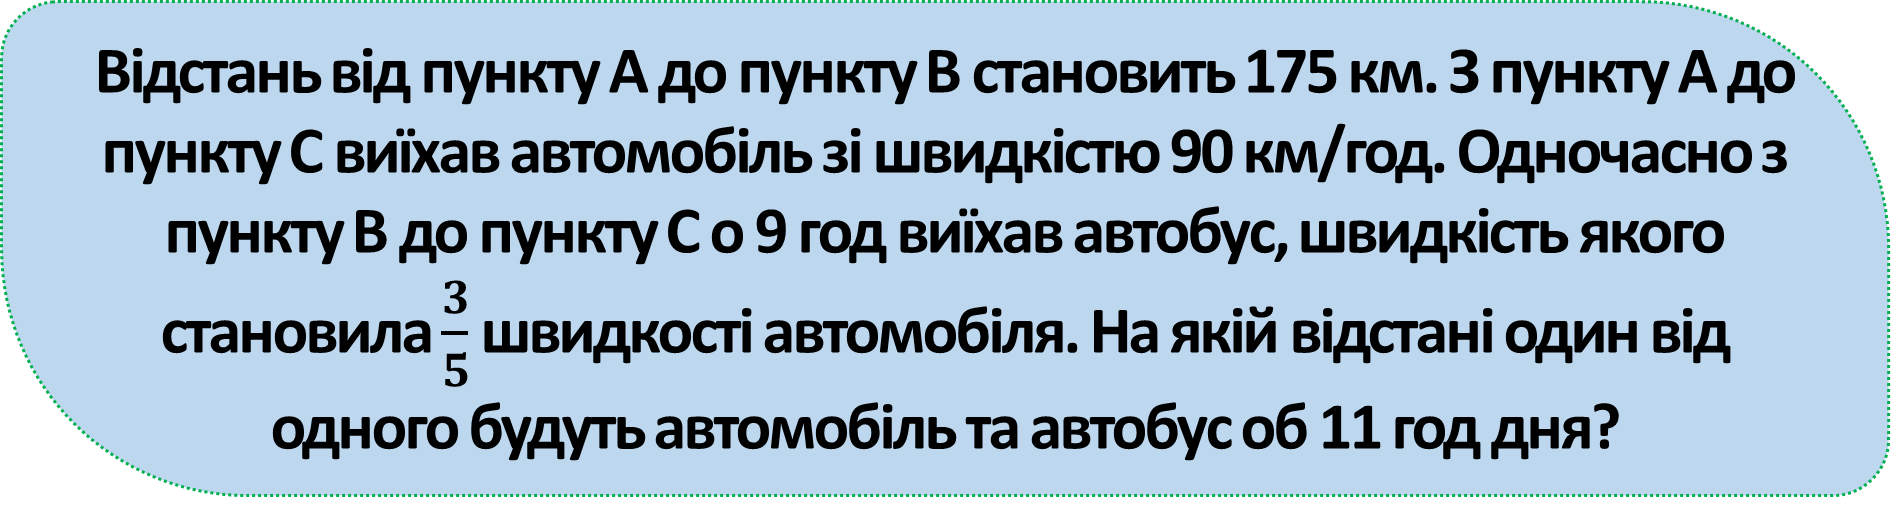 Відстань від пункту А до пункту В становить 175 км. З пункту А до
пункту С виїхав автомобіль зі швидкістю 90 км/год. Одночасно з
пункту В до пункту С о 9 год виїхав автобус, швидкість якого
становила 3/5 швидкості автомобіля. На якій відстані один від
одного будуть автомобіль та автобус об 11 год дня?